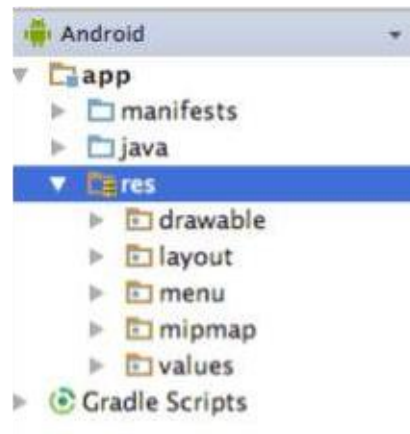 Android
app
manifests
java
res
drawable
layout
menu
mipmap
values
Gradle Scripts